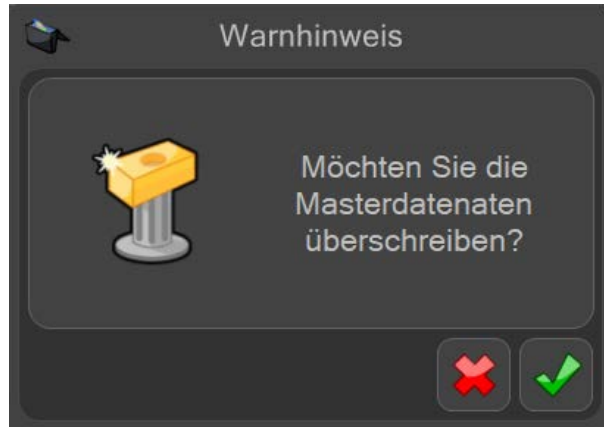 Warnhinweis
Möchten Sie die
Masterdatenaten
überschreiben?